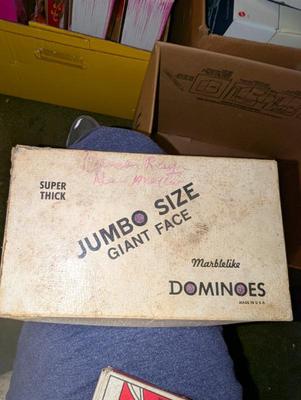 SUPER
THICK
JUMBO SIZE
GIANT FACE
Marblelike
DOMINOES
MADE IN U.S.A.